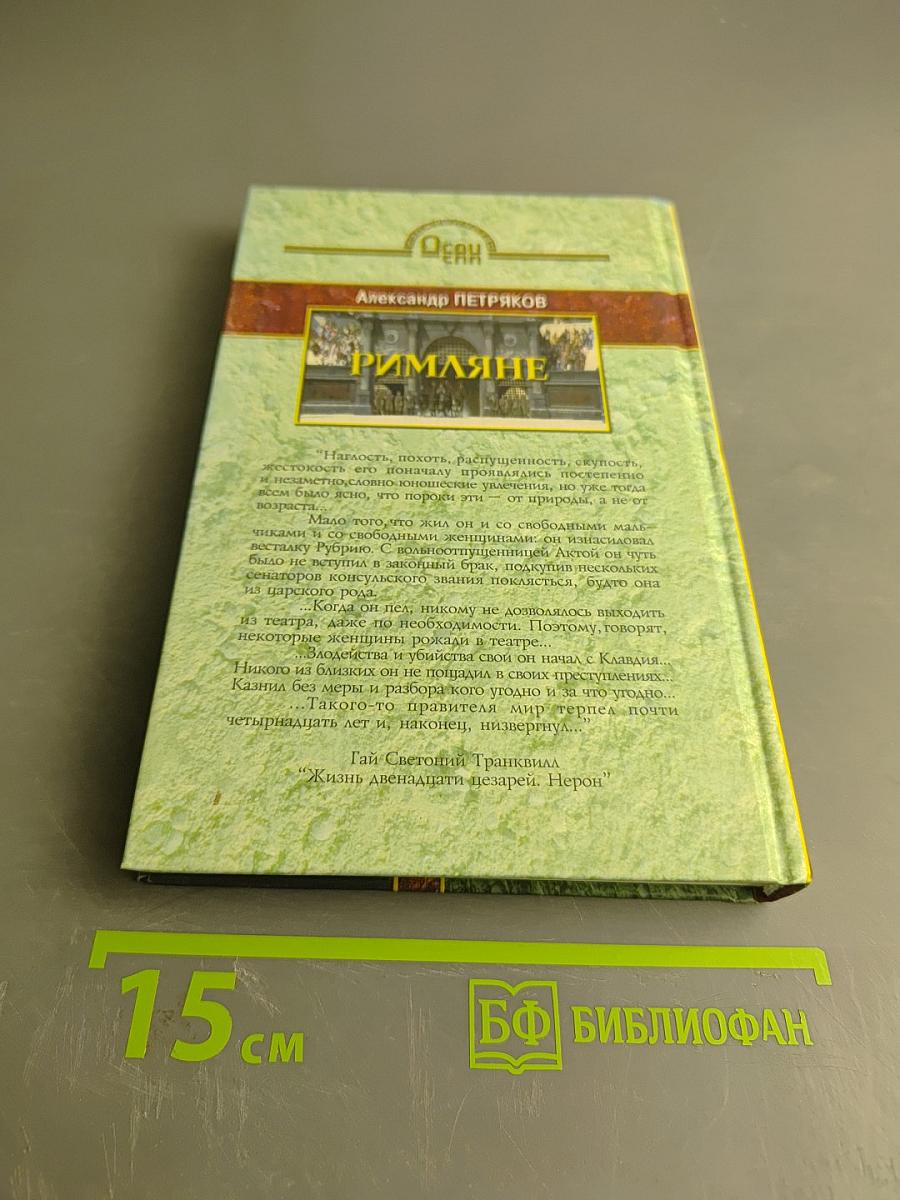 Александр ПЕТРЯКОВ
РИМЛЯНЕ
"Наглость, похоть, распущенность, скупость,
жестокость его поначалу проявлялись постепенно
и незаметно,словно юношеские увлечения, но уже тогда
всем было ясно, что пороки эти — от природы, а не от
возраста...
Мало того,что жил он и со свободными маль-
чиками и со свободными женщинами: он изнасиловал
весталку Рубрию. С вольноотпущенницей Актой он чуть
было не вступил в законный брак, подкупив нескольких
сенаторов консульского звания поклясться, будто она
из царского рода.
...Когда он пел, никому не дозволялось выходить
из театра, даже по необходимости. Поэтому,говорят,
некоторые женщины рожали в театре...
...Злодейства и убийства свои он начал с Клавдия...
Никого из близких он не пощадил в своих преступлениях...
Казнил без меры и разбора кого угодно и за что угодно...
...Такого-то правителя мир терпел почти
четырнадцать лет и, наконец, низвергнул..."
Гай Светоний Транквилл
"Жизнь двенадцати цезарей. Нерон"
15 см
БФ БИБЛИОФАН